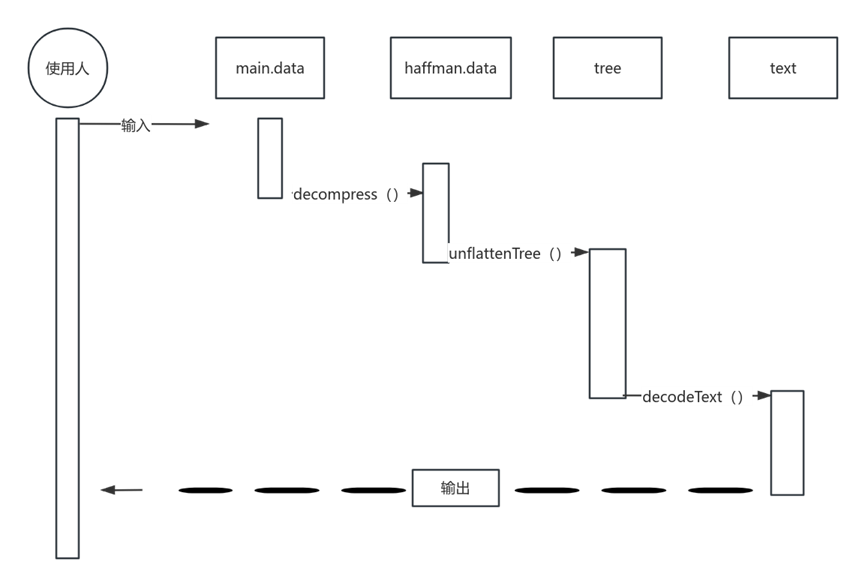 使用人
main.data
haffman.data
tree
text
输入
decompress（）
unflattenTree（）
decodeText（）
输出